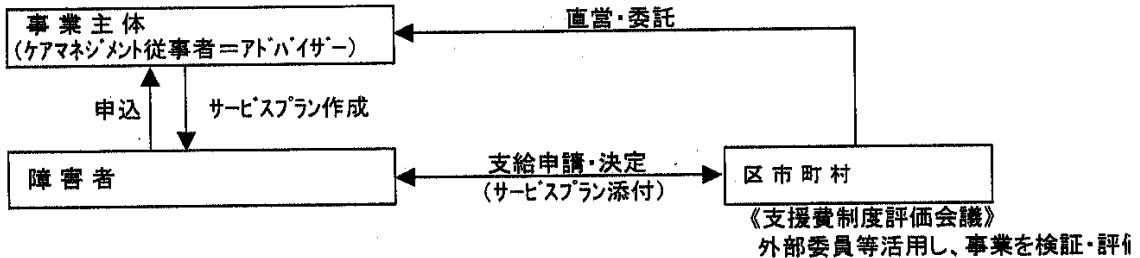 直営・委託
事業主体
(ケアマネジメント従事者＝アドバイザー)
申込
サービスプラン作成
障害者
支給申請・決定
(サービスプラン添付)
区市町村
《支援費制度評価会議》
外部委員等活用し、事業を検証・評価